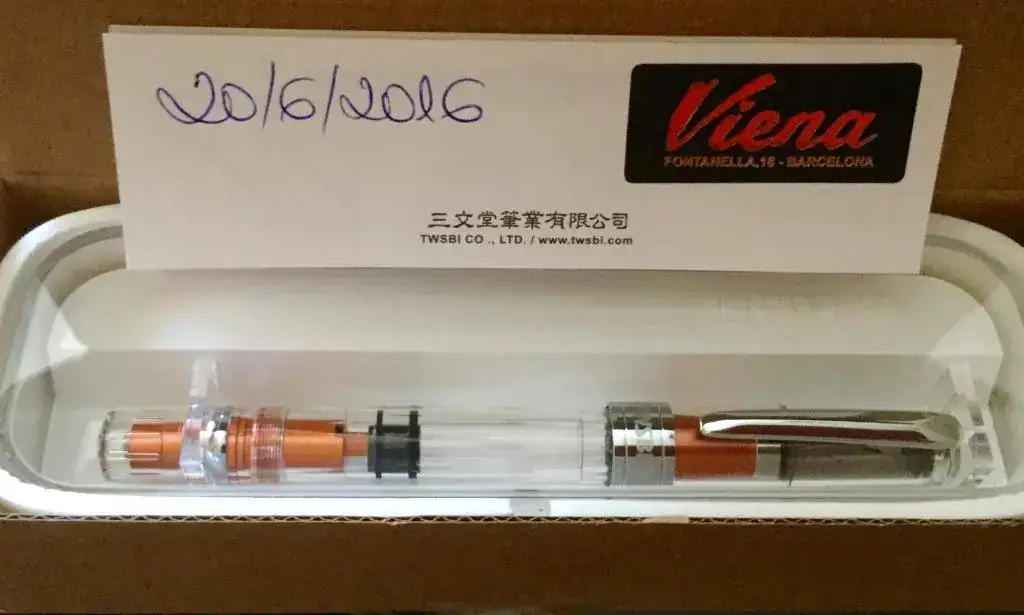 20/6/2016
Viena
FONTANELLA,16 - BARCELONA
三文堂筆業有限公司
TWSBI CO ., LTD. / www.twsbi.com